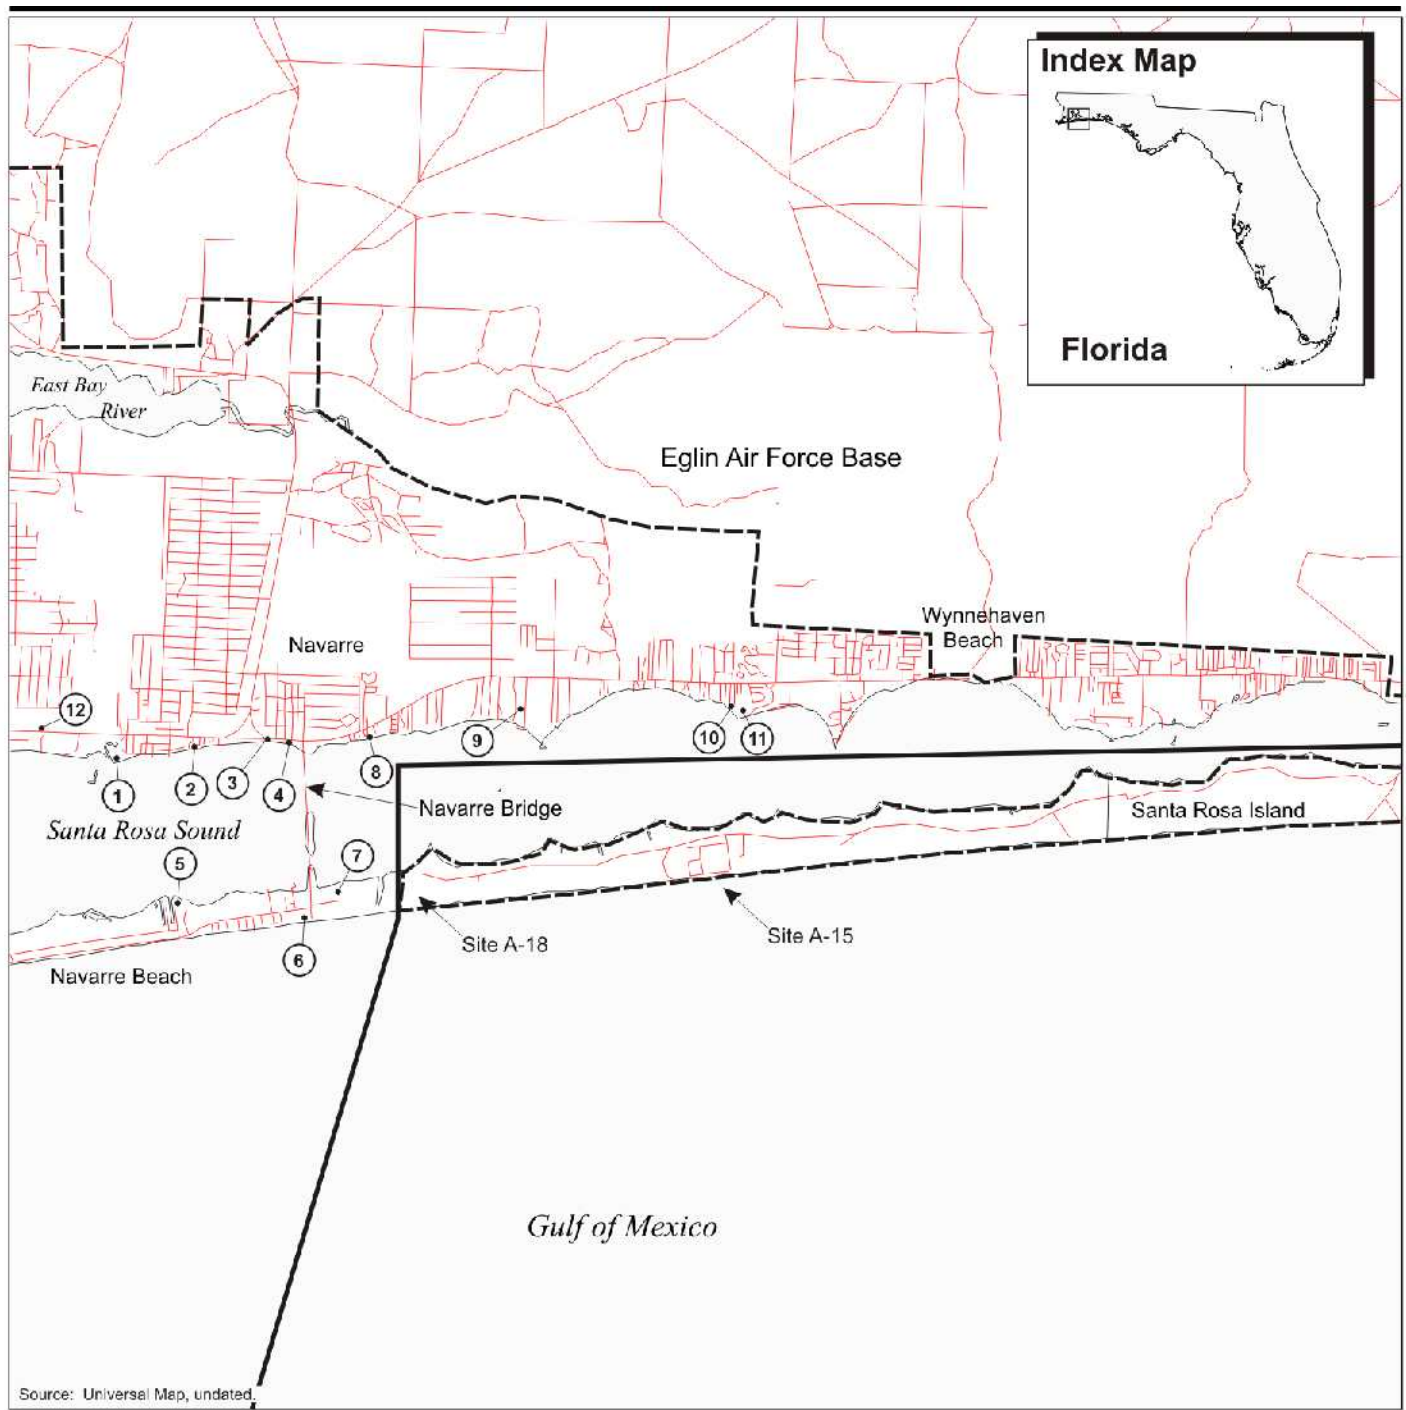 Index Map
Florida
East Bay
River
Eglin Air Force Base
Wynnehaven
Beach
Navarre
12
9
10
11
1
2
3
4
8
Navarre Bridge
Santa Rosa Island
Santa Rosa Sound
5
7
6
Site A-18
Site A-15
Navarre Beach
Gulf of Mexico
Source: Universal Map, undated.